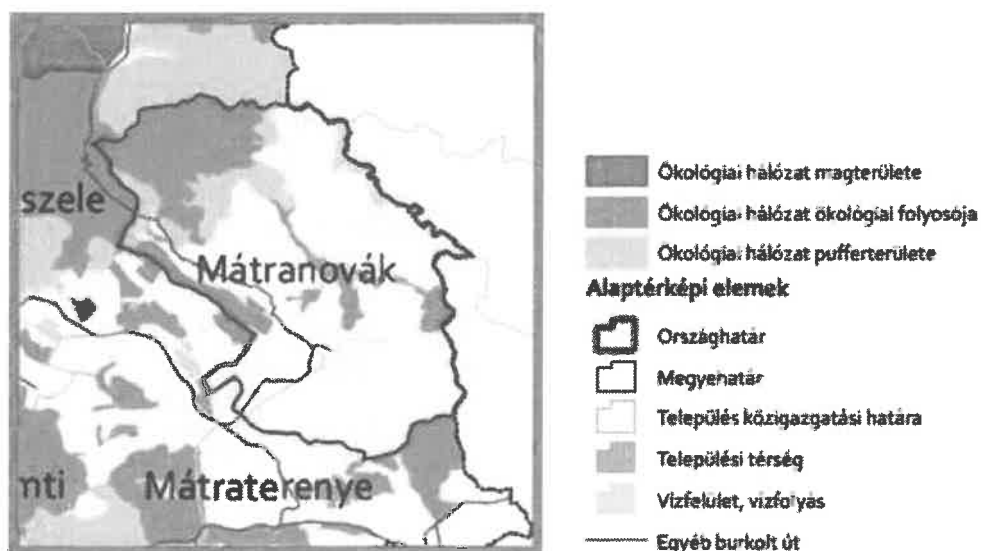 szele
Mátranovák
mti
Mátraterenye
Ökológiai hálózat magterülete
Ökológiai hálózat ökológiai folyosója
Ökológiai hálózat pufferterülete
Alaptérképi elemek
Országhatár
Megyehatár
Település közigazgatási határa
Települési térség
Vízfelület, vízfolyás
Egyéb burkolt út